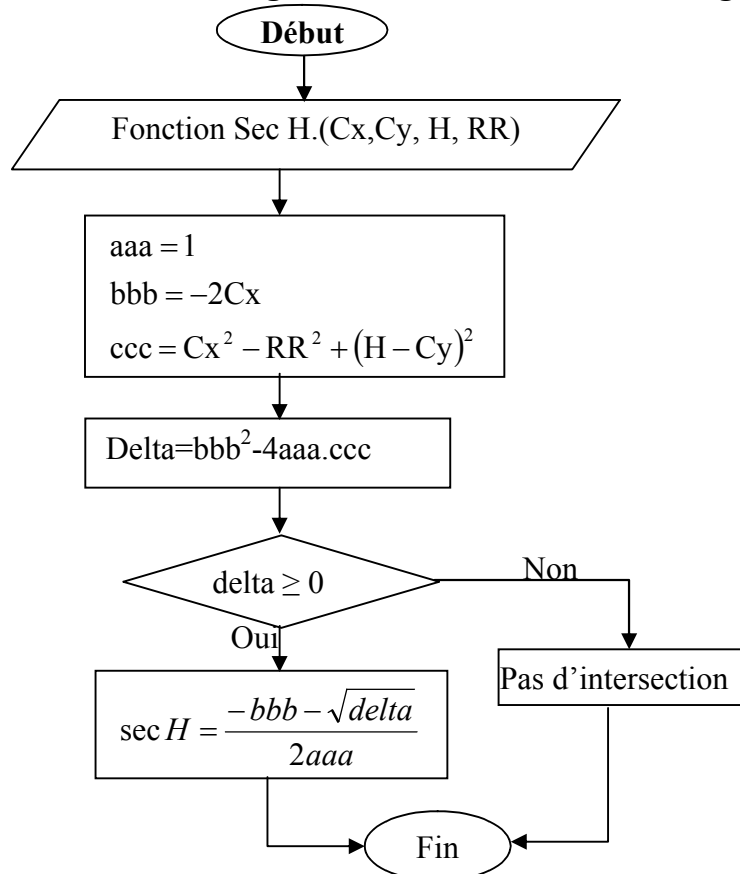 Début
Fonction Sec H.(Cx,Cy, H, RR)
aaa = 1
bbb = −2Cx
ccc = Cx² − RR² + (H − Cy)²
Delta=bbb²-4aaa.ccc
delta ≥ 0
Non
Oui
Pas d’intersection
sec H = (−bbb − √delta) / 2aaa
Fin